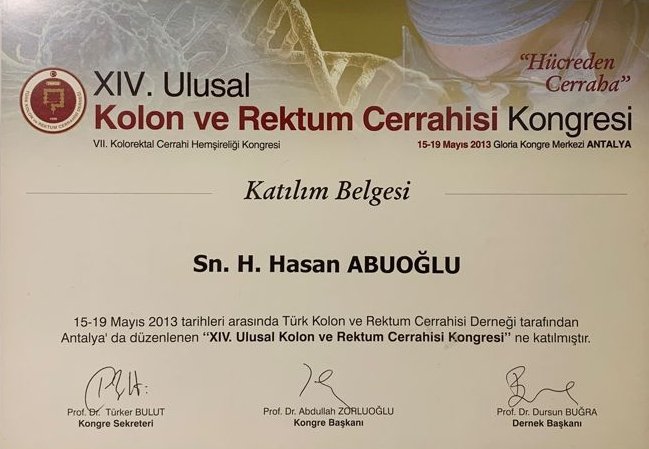 "Hücreden
Cerraha"
XIV. Ulusal
Kolon ve Rektum Cerrahisi Kongresi
VII. Kolorektal Cerrahi Hemşireliği Kongresi
15-19 Mayıs 2013 Gloria Kongre Merkezi ANTALYA
Katılım Belgesi
Sn. H. Hasan ABUOĞLU
15-19 Mayıs 2013 tarihleri arasında Türk Kolon ve Rektum Cerrahisi Derneği tarafından
Antalya' da düzenlenen "XIV. Ulusal Kolon ve Rektum Cerrahisi Kongresi" ne katılmıştır.
Prof. Dr. Türker BULUT
Kongre Sekreteri
Prof. Dr. Abdullah ZORLUOĞLU
Kongre Başkanı
Prof. Dr. Dursun BUĞRA
Dernek Başkanı